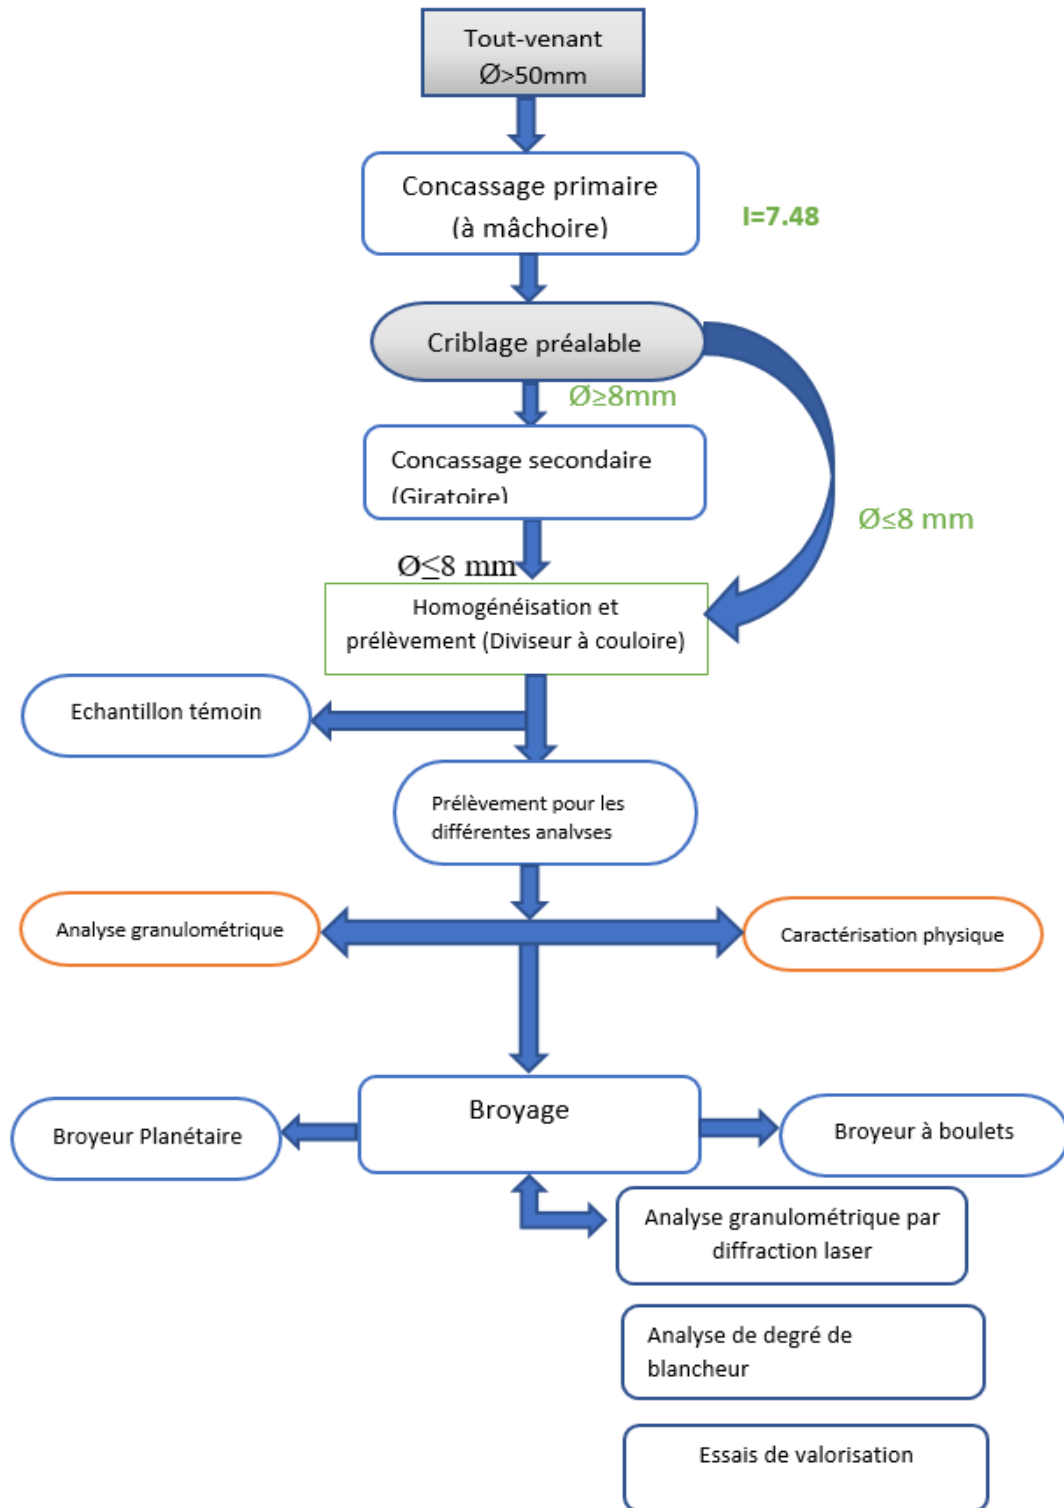 Tout-venant
Ø>50mm
Concassage primaire
(à mâchoire)
I=7.48
Criblage préalable
Ø≥8mm
Concassage secondaire
(Giratoire)
Ø≤8 mm
Ø≤8 mm
Homogénéisation et
prélèvement (Diviseur à couloire)
Echantillon témoin
Prélèvement pour les
différentes analyses
Analyse granulométrique
Caractérisation physique
Broyage
Broyeur Planétaire
Broyeur à boulets
Analyse granulométrique par
diffraction laser
Analyse de degré de
blancheur
Essais de valorisation